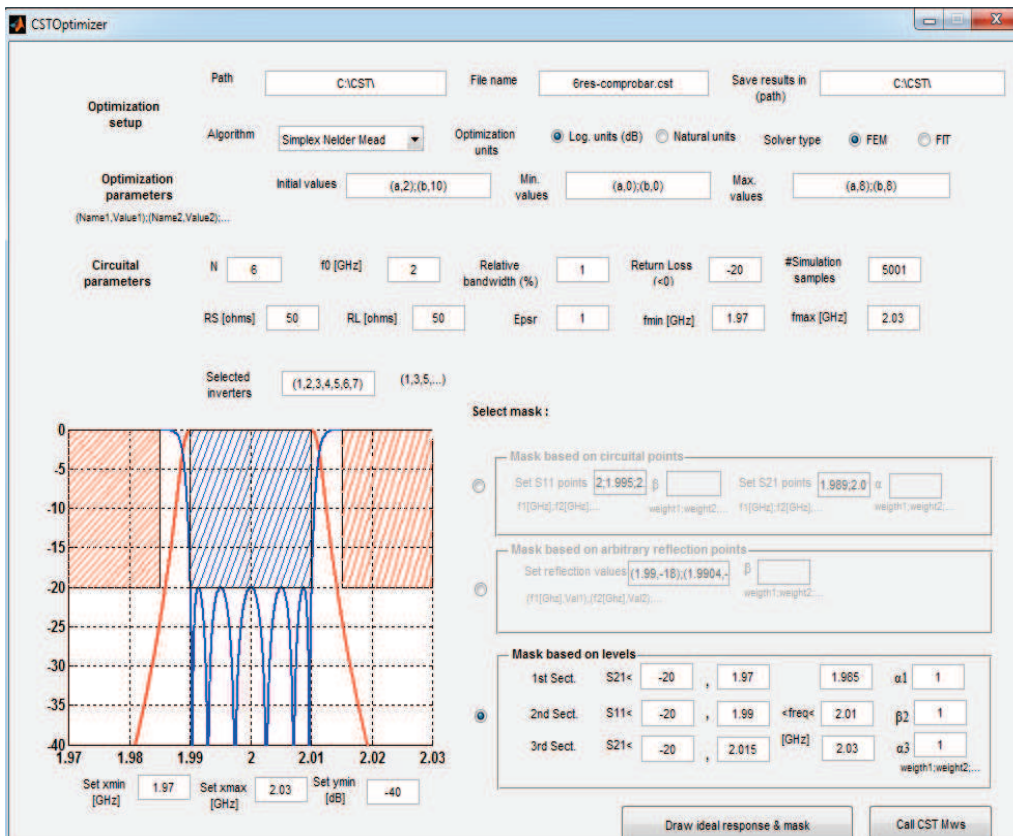 CSTOptimizer
Path
C:\CST\
File name
6res-comprobar.cst
Save results in
(path)
C:\CST\
Optimization
setup
Algorithm
Simplex Nelder Mead
Optimization
units
Log. units (dB)
Natural units
Solver type
FEM
FIT
Optimization
parameters
(Name1,Value1);(Name2,Value2);...
Initial values
(a,2);(b,10)
Min.
values
(a,0);(b,0)
Max.
values
(a,8);(b,8)
Circuital
parameters
N
6
f0 [GHz]
2
Relative
bandwidth (%)
1
Return Loss
(<0)
-20
#Simulation
samples
5001
RS [ohms]
50
RL [ohms]
50
Epsr
1
fmin [GHz]
1.97
fmax [GHz]
2.03
Selected
inverters
(1,2,3,4,5,6,7)
(1,3,5,...)
0
-5
-10
-15
-20
-25
-30
-35
-40
1.97
1.98
1.99
2
2.01
2.02
2.03
Set xmin
[GHz]
1.97
Set xmax
[GHz]
2.03
Set ymin
[dB]
-40
Select mask :
Mask based on circuital points
Set S11 points
2;1.995;2.
β
Set S21 points
1.989;2.0
α
f1[GHz];f2[GHz];...
weight1;weight2;...
f1[GHz];f2[GHz];...
weigth1;weight2;...
Mask based on arbitrary reflection points
Set reflection values
(1.99,-18);(1.9904,-
β
(f1[Ghz],Val1);(f2[Ghz],Val2);...
weigth1;weight2;...
Mask based on levels
1st Sect.
S21<
-20
,
1.97
1.985
α1
1
2nd Sect.
S11<
-20
,
1.99
<freq<
[GHz]
2.01
β2
1
3rd Sect.
S21<
-20
,
2.015
2.03
α3
1
weigth1;weight2;...
Draw ideal response & mask
Call CST Mws